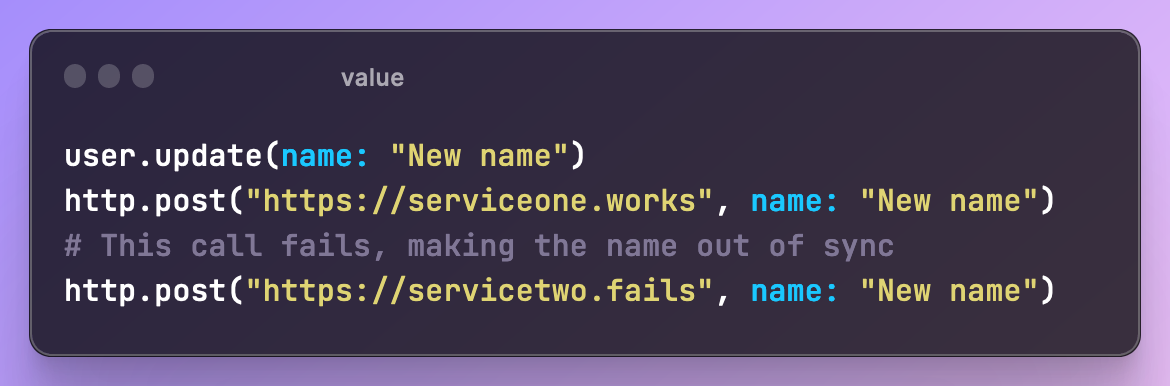 value
user.update(name: "New name")
http.post("https://serviceone.works", name: "New name")
# This call fails, making the name out of sync
http.post("https://servicetwo.fails", name: "New name")